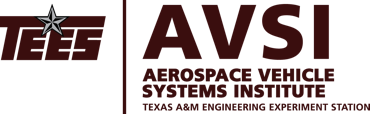 TEES
AVSI
AEROSPACE VEHICLE
SYSTEMS INSTITUTE
TEXAS A&M ENGINEERING EXPERIMENT STATION